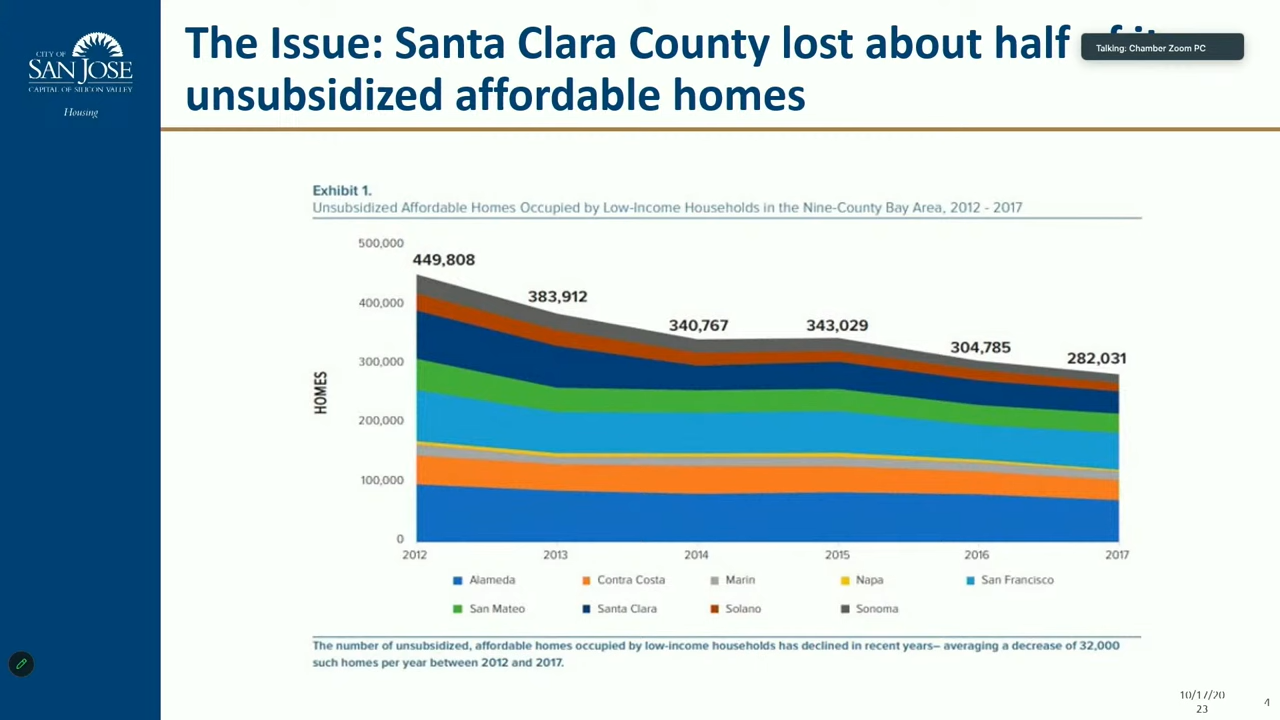 CITY OF
SAN JOSE
CAPITAL OF SILICON VALLEY
Housing
The Issue: Santa Clara County lost about half
unsubsidized affordable homes
Talking: Chamber Zoom PC
Exhibit 1.
Unsubsidized Affordable Homes Occupied by Low-Income Households in the Nine-County Bay Area, 2012 - 2017
HOMES
500,000
400,000
300,000
200,000
100,000
0
449,808
383,912
340,767
343,029
304,785
282,031
2012 2013 2014 2015 2016 2017
Alameda Contra Costa Marin Napa San Francisco
San Mateo Santa Clara Solano Sonoma
The number of unsubsidized, affordable homes occupied by low-income households has declined in recent years– averaging a decrease of 32,000
such homes per year between 2012 and 2017.
10/17/20
23
4